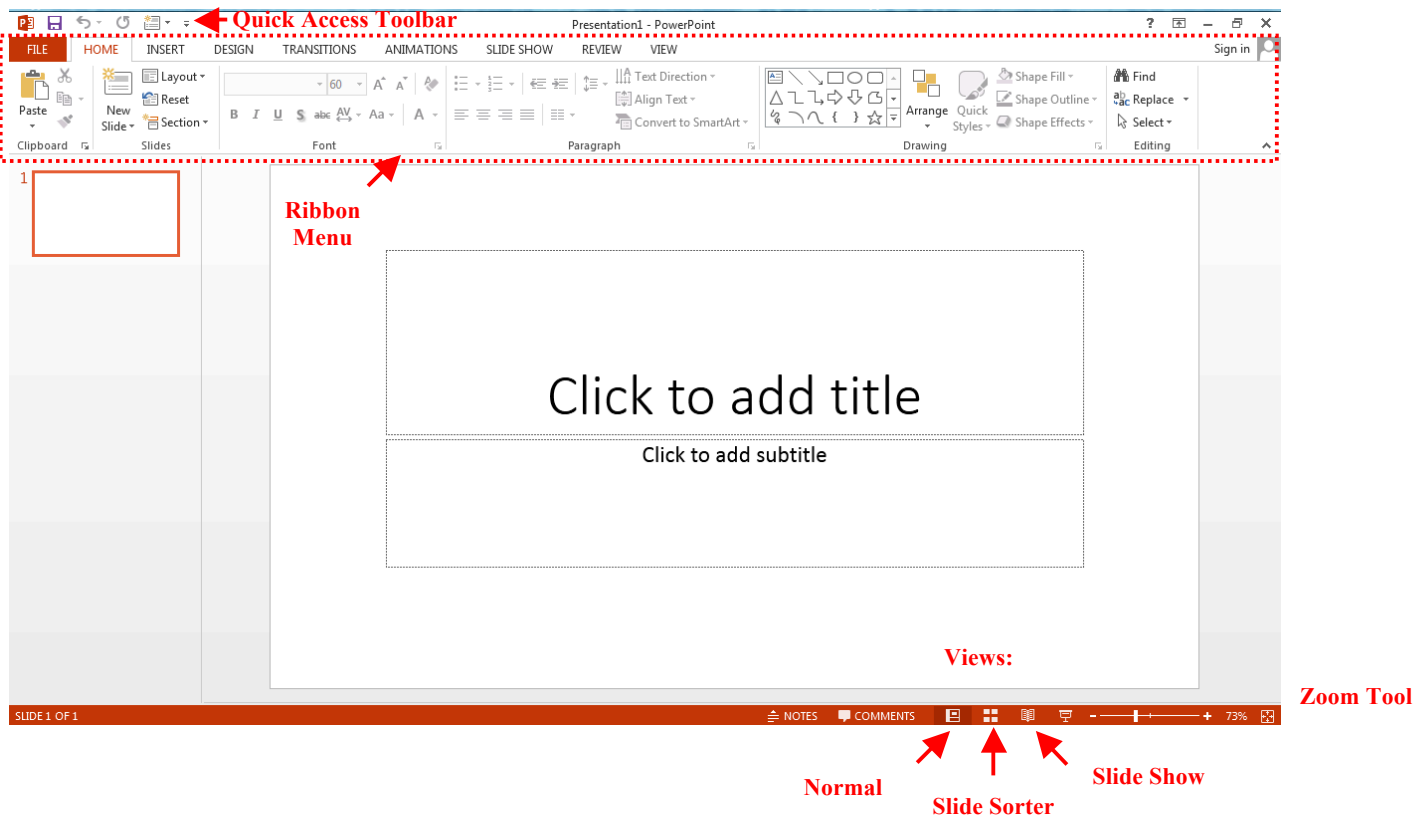 Quick Access Toolbar
Presentation1 - PowerPoint
?
FILE HOME INSERT DESIGN TRANSITIONS ANIMATIONS SLIDE SHOW REVIEW VIEW Sign in
Paste
New Slide
Layout
Reset
Section
60 A A
B I U S abc AV Aa A
Text Direction
Align Text
Convert to SmartArt
Arrange
Quick Styles
Shape Fill
Shape Outline
Shape Effects
Find
Replace
Select
Clipboard Slides Font Paragraph Drawing Editing
1
Ribbon
Menu
Click to add title
Click to add subtitle
Views:
Zoom Tool
SLIDE 1 OF 1 NOTES COMMENTS - + 73%
Normal
Slide Sorter
Slide Show